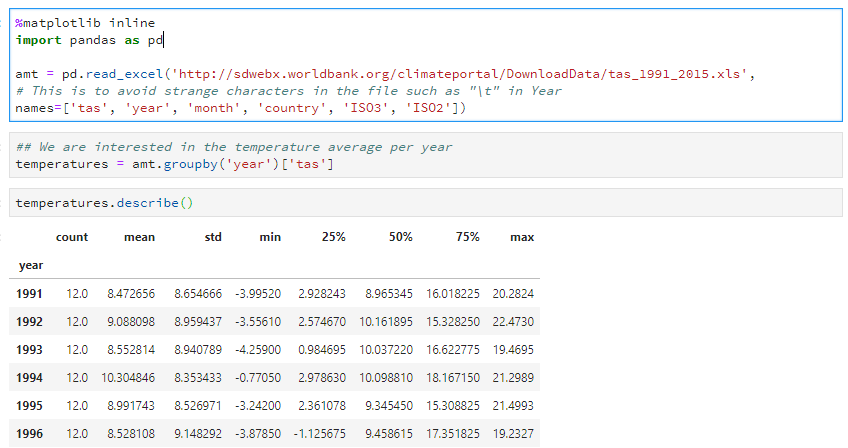 %matplotlib inline
import pandas as pd
amt = pd.read_excel('http://sdwebx.worldbank.org/climateportal/DownloadData/tas_1991_2015.xls',
# This is to avoid strange characters in the file such as "\t" in Year
names=['tas', 'year', 'month', 'country', 'ISO3', 'ISO2'])
## We are interested in the temperature average per year
temperatures = amt.groupby('year')['tas']
temperatures.describe()
count mean std min 25% 50% 75% max
year
1991 12.0 8.472656 8.654666 -3.99520 2.928243 8.965345 16.018225 20.2824
1992 12.0 9.088098 8.959437 -3.55610 2.574670 10.161895 15.328250 22.4730
1993 12.0 8.552814 8.940789 -4.25900 0.984695 10.037220 16.622775 19.4695
1994 12.0 10.304846 8.353433 -0.77050 2.978630 10.098810 18.167150 21.2989
1995 12.0 8.991743 8.526971 -3.24200 2.361078 9.345450 15.308825 21.4993
1996 12.0 8.528108 9.148292 -3.87850 -1.125675 9.458615 17.351825 19.2327